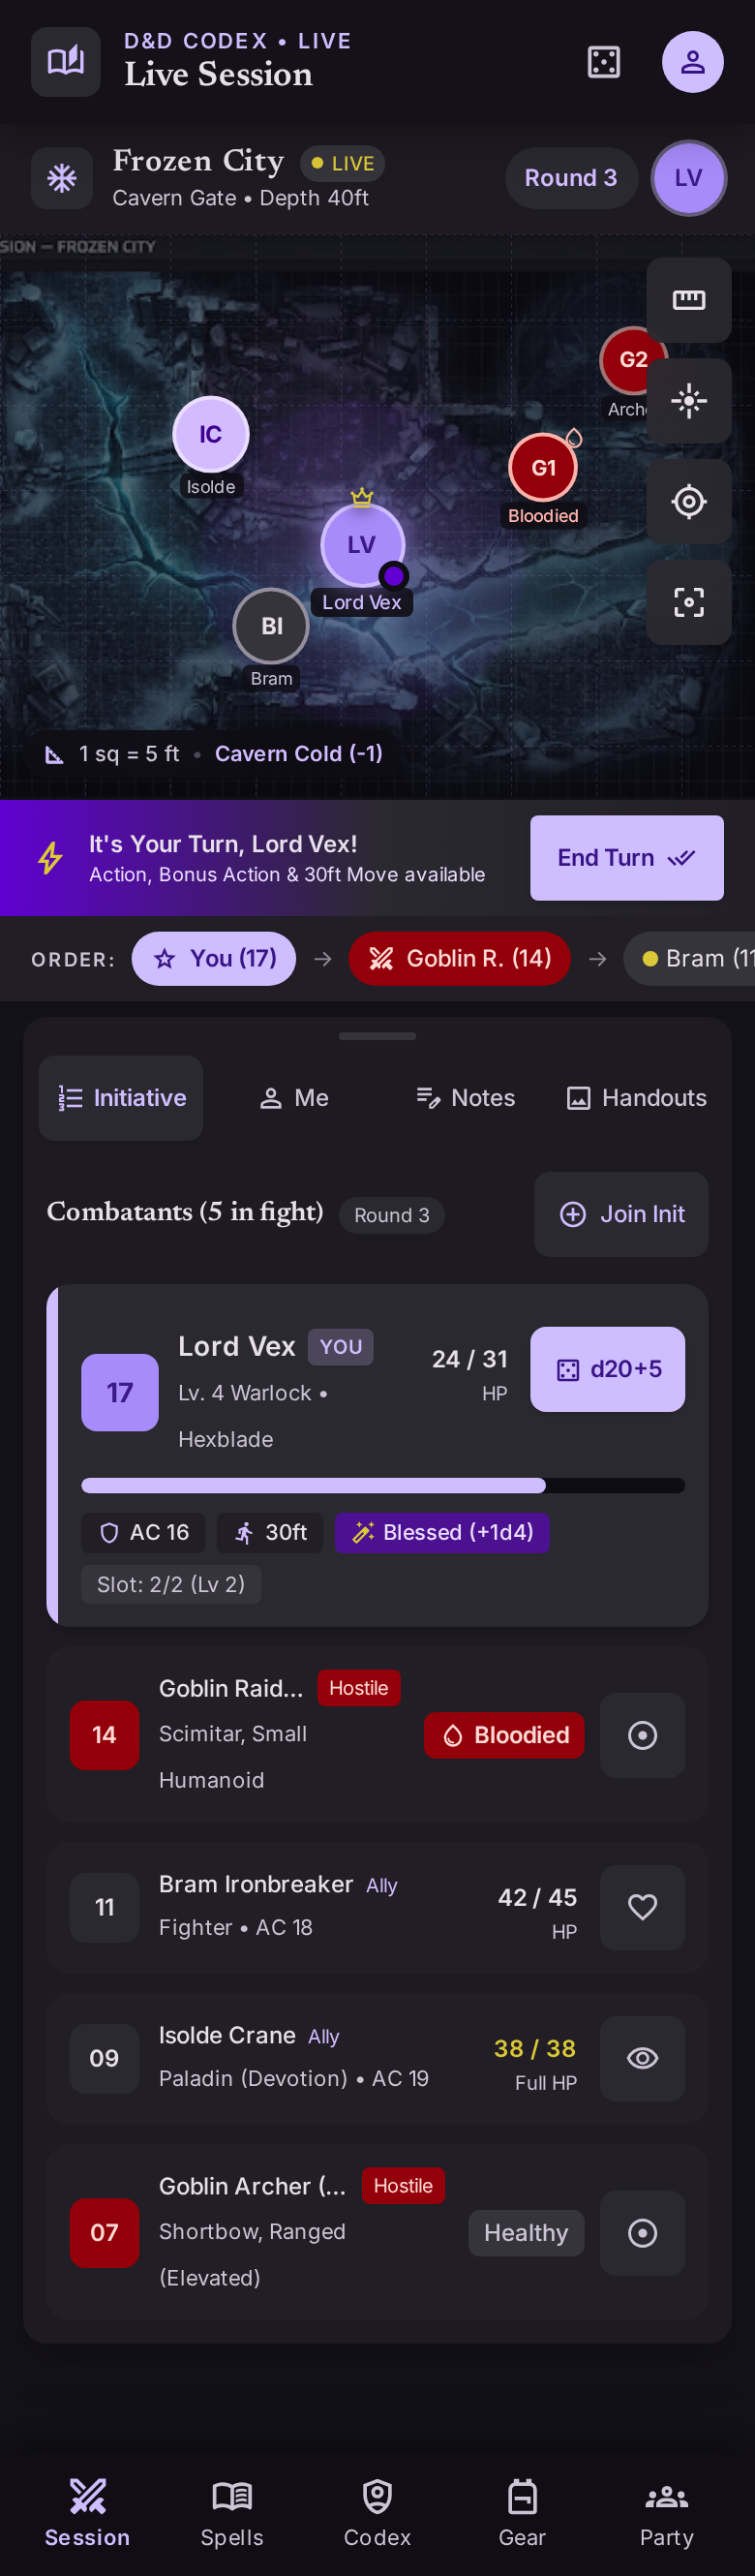 D&D CODEX • LIVE
Live Session
Frozen City
LIVE
Cavern Gate • Depth 40ft
Round 3
LV
SION — FROZEN CITY
G2
Arche
IC
Isolde
G1
Bloodied
LV
Lord Vex
BI
Bram
1 sq = 5 ft • Cavern Cold (-1)
It's Your Turn, Lord Vex!
Action, Bonus Action & 30ft Move available
End Turn
ORDER: You (17) → Goblin R. (14) → Bram (11
Initiative
Me
Notes
Handouts
Combatants (5 in fight)
Round 3
Join Init
17
Lord Vex YOU
Lv. 4 Warlock •
Hexblade
24 / 31
HP
d20+5
AC 16
30ft
Blessed (+1d4)
Slot: 2/2 (Lv 2)
14
Goblin Raid... Hostile
Scimitar, Small
Humanoid
Bloodied
11
Bram Ironbreaker Ally
Fighter • AC 18
42 / 45
HP
09
Isolde Crane Ally
Paladin (Devotion) • AC 19
38 / 38
Full HP
07
Goblin Archer (... Hostile
Shortbow, Ranged
(Elevated)
Healthy
Session
Spells
Codex
Gear
Party